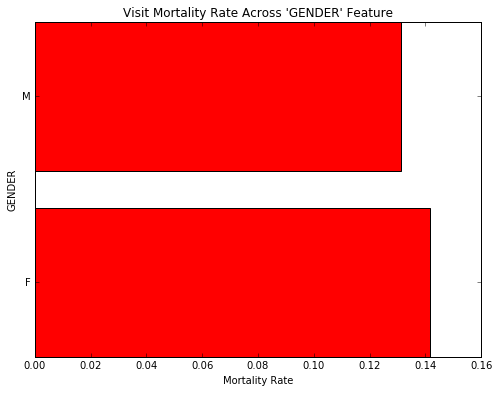 Visit Mortality Rate Across 'GENDER' Feature
GENDER
M
F
0.00 0.02 0.04 0.06 0.08 0.10 0.12 0.14 0.16
Mortality Rate